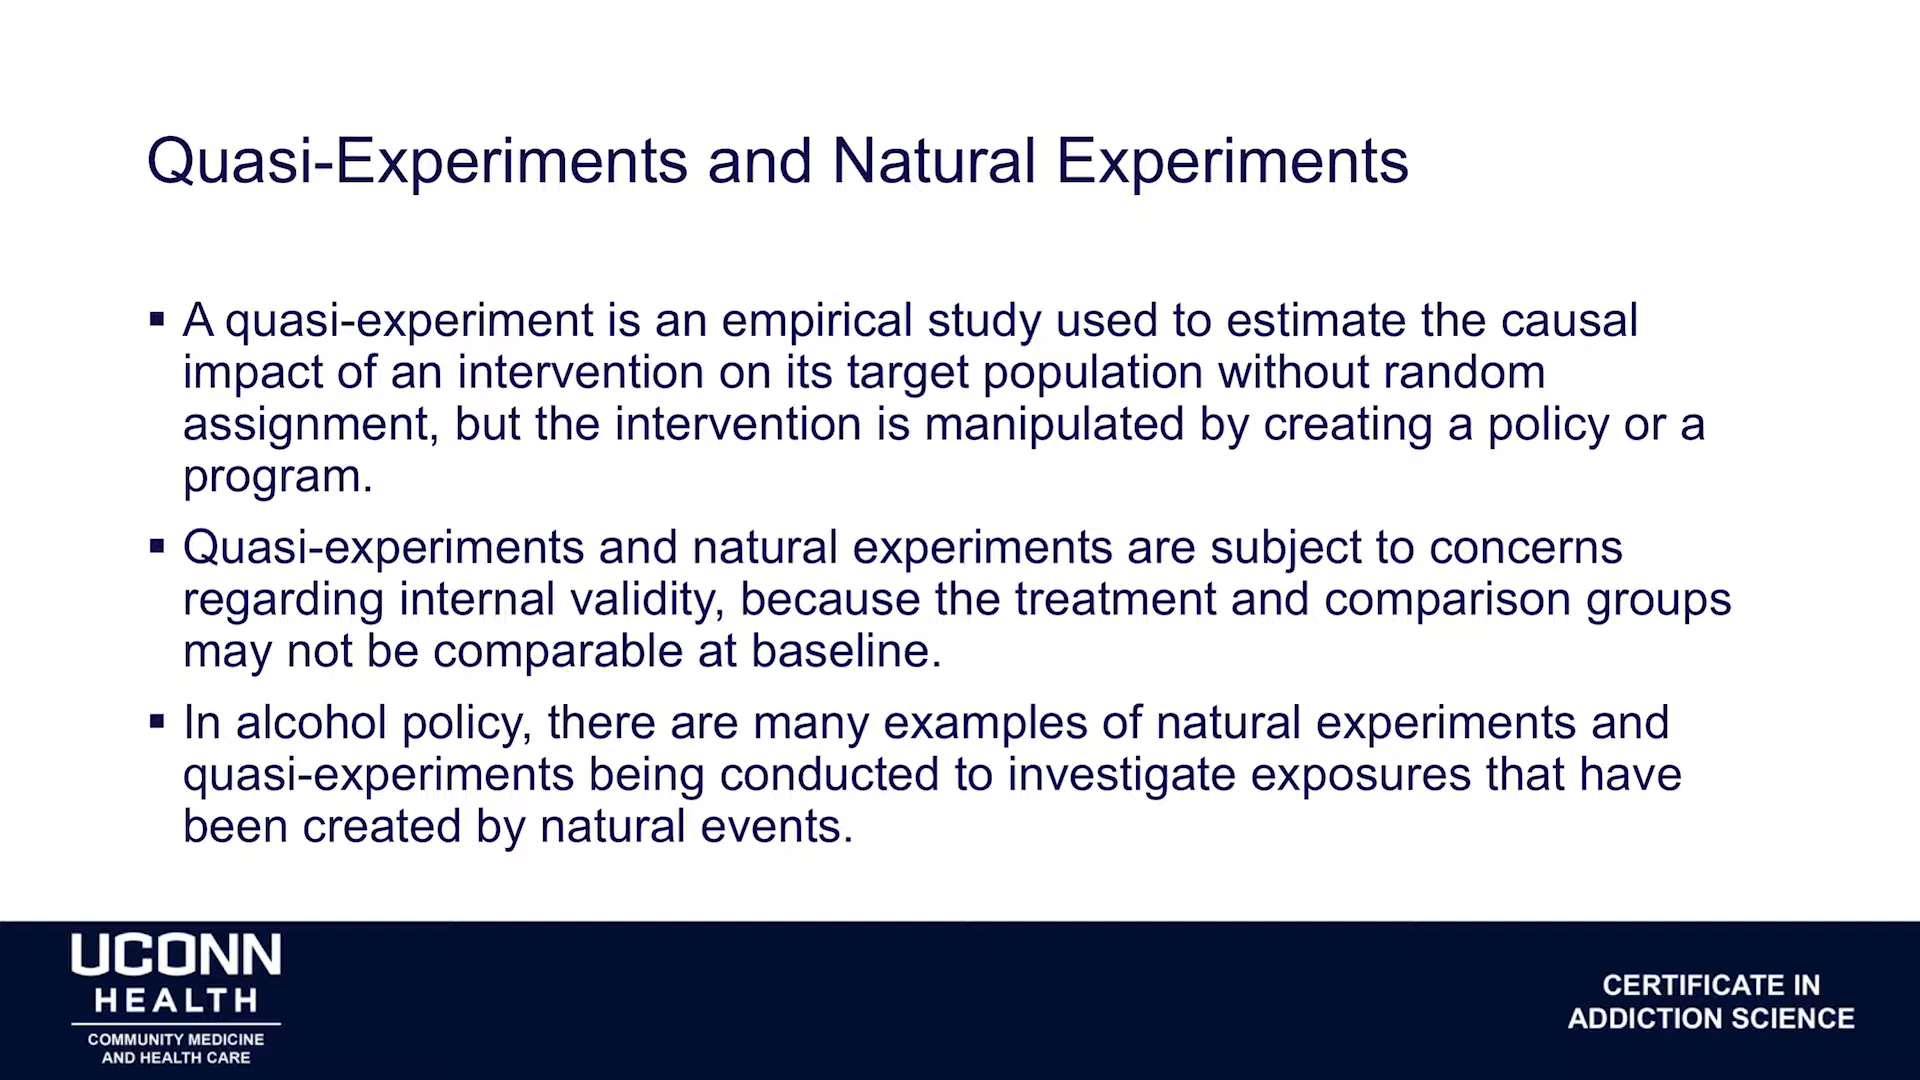 Quasi-Experiments and Natural Experiments
▪ A quasi-experiment is an empirical study used to estimate the causal
impact of an intervention on its target population without random
assignment, but the intervention is manipulated by creating a policy or a
program.
▪ Quasi-experiments and natural experiments are subject to concerns
regarding internal validity, because the treatment and comparison groups
may not be comparable at baseline.
▪ In alcohol policy, there are many examples of natural experiments and
quasi-experiments being conducted to investigate exposures that have
been created by natural events.
UCONN
HEALTH
COMMUNITY MEDICINE
AND HEALTH CARE
CERTIFICATE IN
ADDICTION SCIENCE